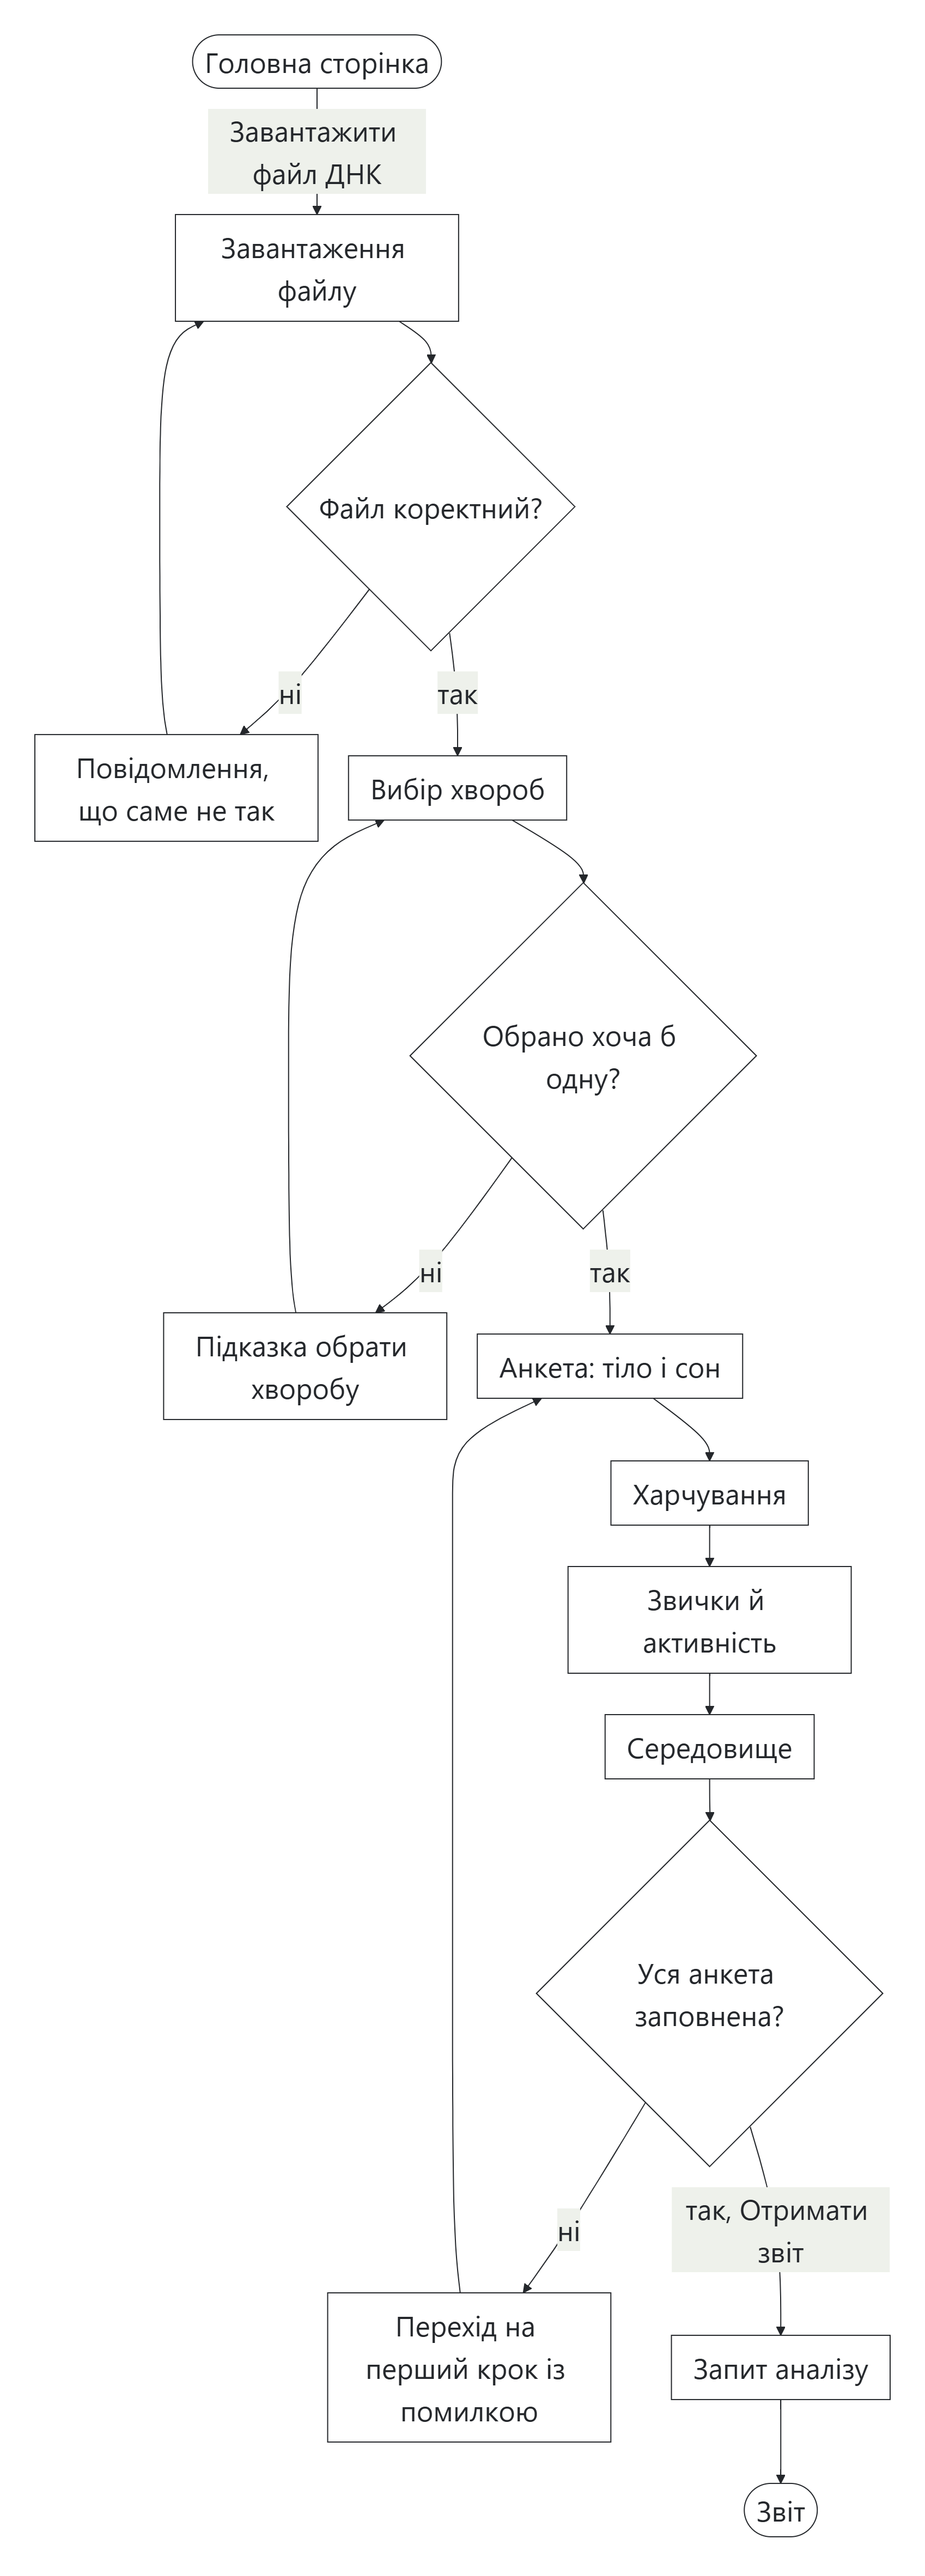 Головна сторінка
Завантажити
файл ДНК
Завантаження
файлу
Файл коректний?
ні
так
Повідомлення,
що саме не так
Вибір хвороб
Обрано хоча б
одну?
ні
так
Підказка обрати
хворобу
Анкета: тіло і сон
Харчування
Звички й
активність
Середовище
Уся анкета
заповнена?
так, Отримати
звіт
ні
Перехід на
перший крок із
помилкою
Запит аналізу
Звіт